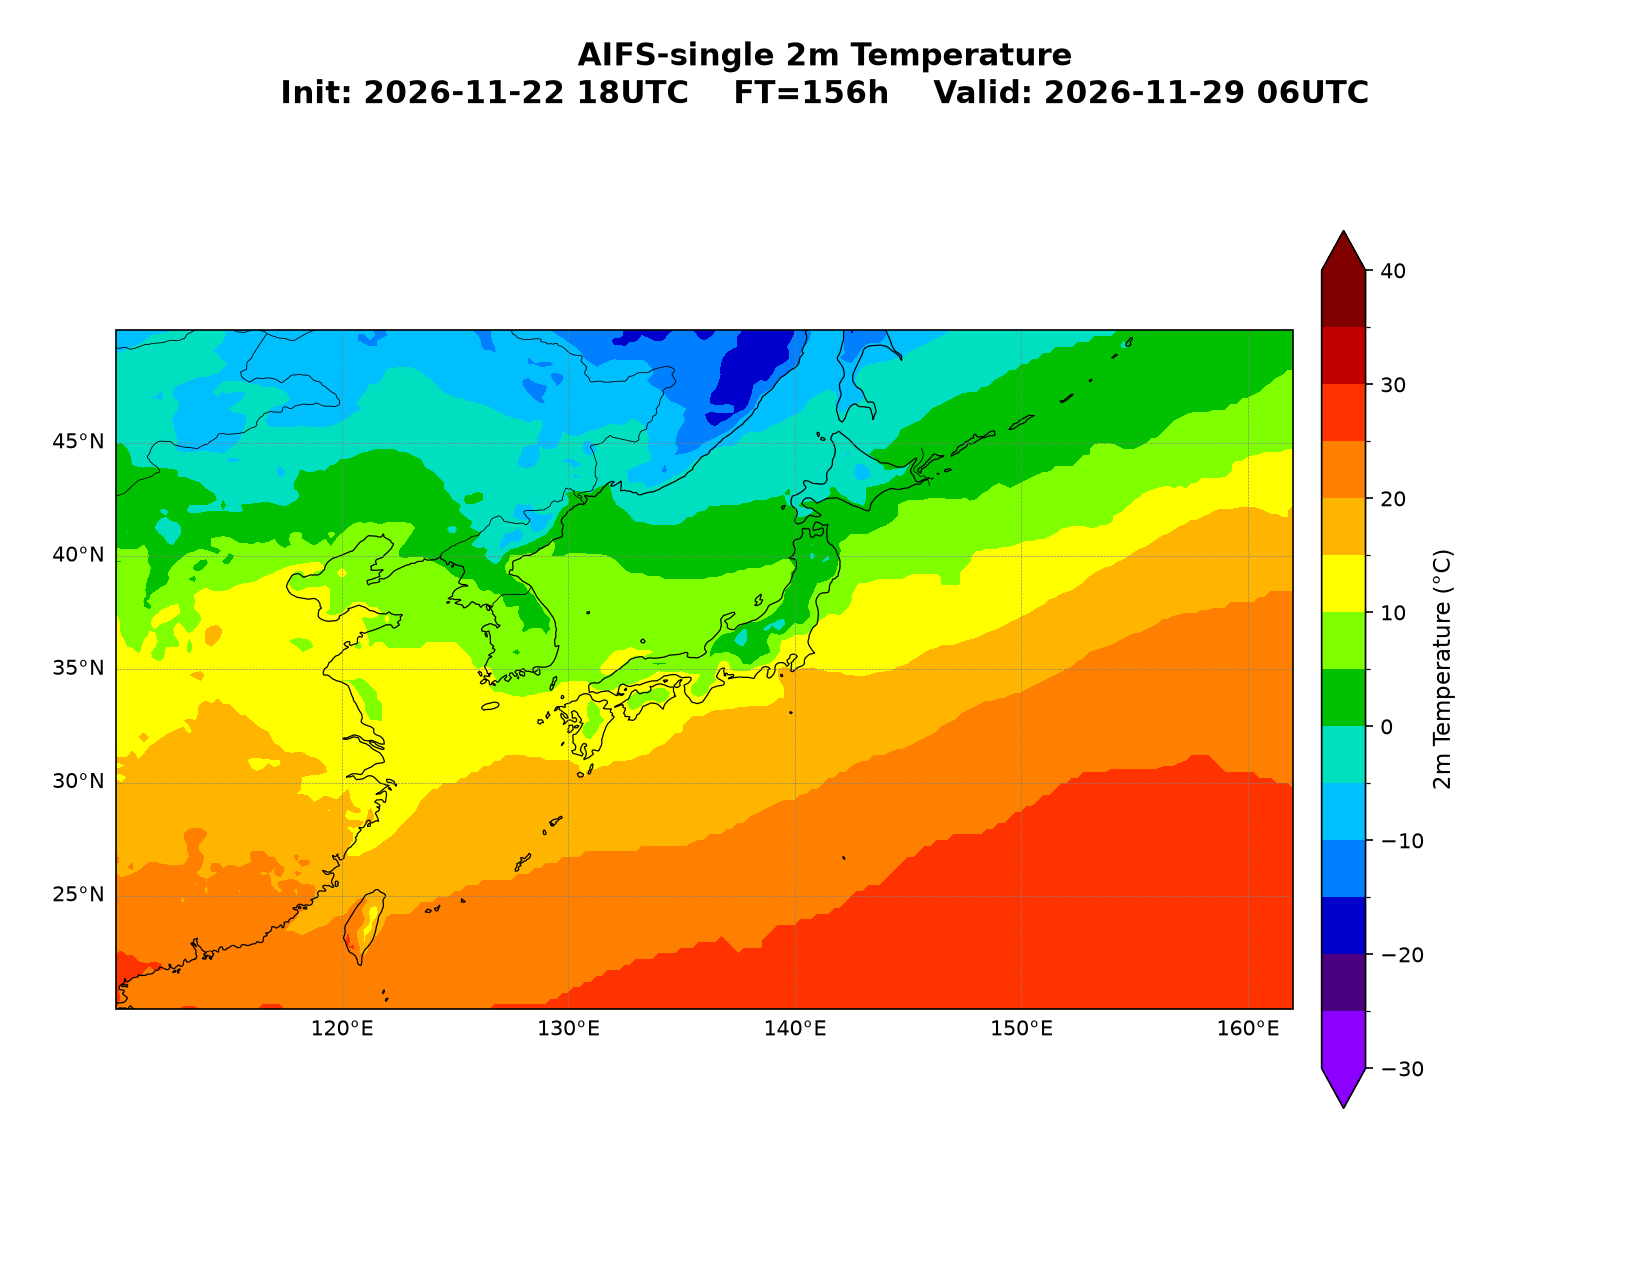 AIFS-single 2m Temperature
Init: 2026-11-22 18UTC    FT=156h    Valid: 2026-11-29 06UTC
45°N
40°N
35°N
30°N
25°N
120°E
130°E
140°E
150°E
160°E
40
30
20
10
0
−10
−20
−30
2m Temperature (°C)